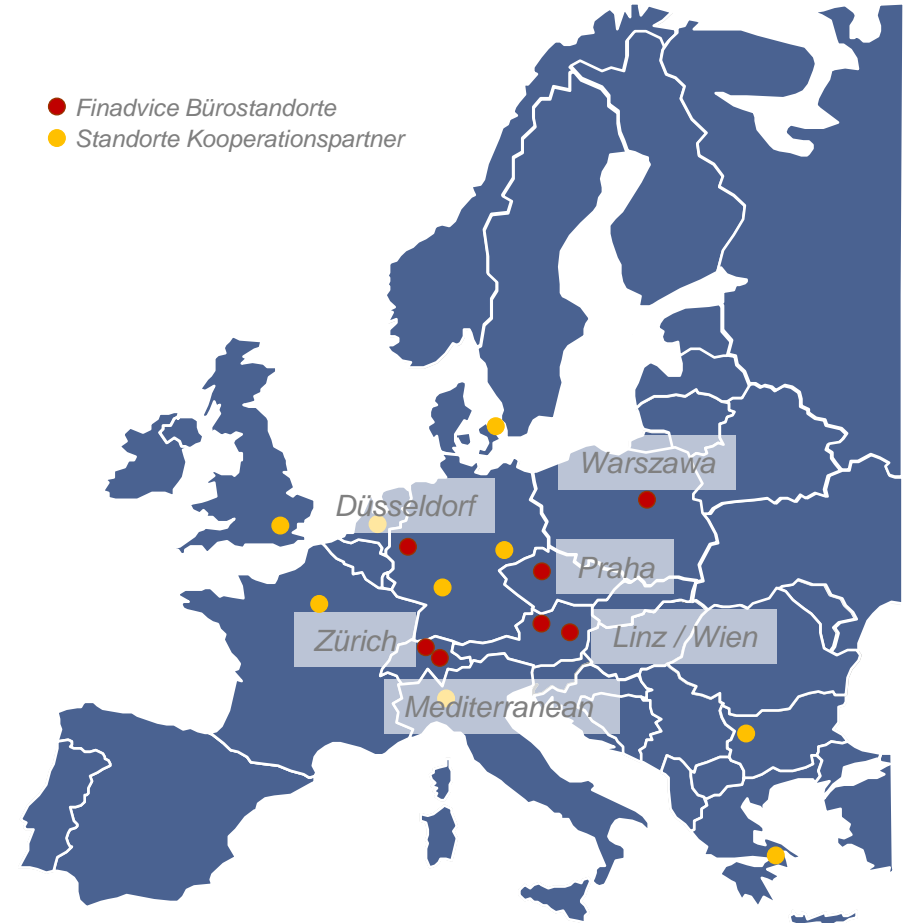 Finadvice Bürostandorte
Standorte Kooperationspartner
Warszawa
Düsseldorf
Praha
Zürich
Linz / Wien
Mediterranean